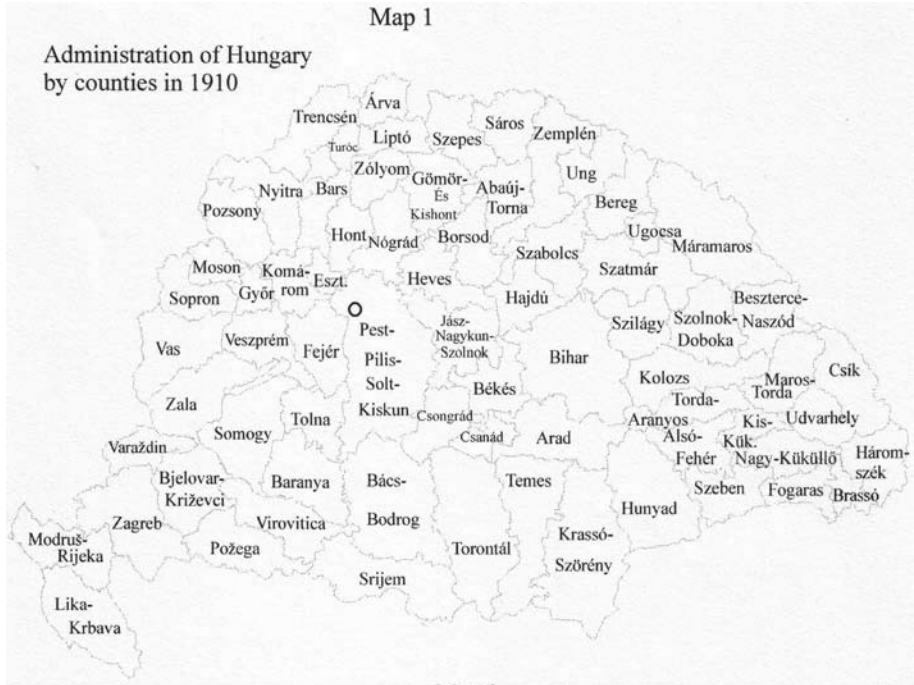 Map 1
Administration of Hungary
by counties in 1910
Árva
Trencsén
Turóc
Liptó
Szepes
Sáros
Zemplén
Zólyom
Gömör-
És
Kishont
Abaúj-
Torna
Ung
Bereg
Ugocsa
Máramaros
Pozsony
Nyitra
Bars
Hont
Nógrád
Borsod
Szabolcs
Szatmár
Moson
Sopron
Győr
Komá-
rom
Eszt.
Heves
Hajdú
Szilágy
Szolnok-
Doboka
Besztercze-
Naszód
Vas
Veszprém
Fejér
Pest-
Pilis-
Solt-
Kiskun
Jász-
Nagykun-
Szolnok
Bihar
Békés
Kolozs
Torda-
Aranyos
Maros-
Torda
Csík
Zala
Somogy
Tolna
Csongrád
Csanád
Arad
Alsó-
Fehér
Kis-
Kük.
Udvarhely
Nagy-Küküllő
Három-
szék
Varaždin
Bjelovar-
Križevci
Baranya
Bács-
Bodrog
Temes
Hunyad
Szeben
Fogaras
Brassó
Modruš-
Rijeka
Zagreb
Virovitica
Požega
Torontál
Krassó-
Szörény
Srijem
Lika-
Krbava